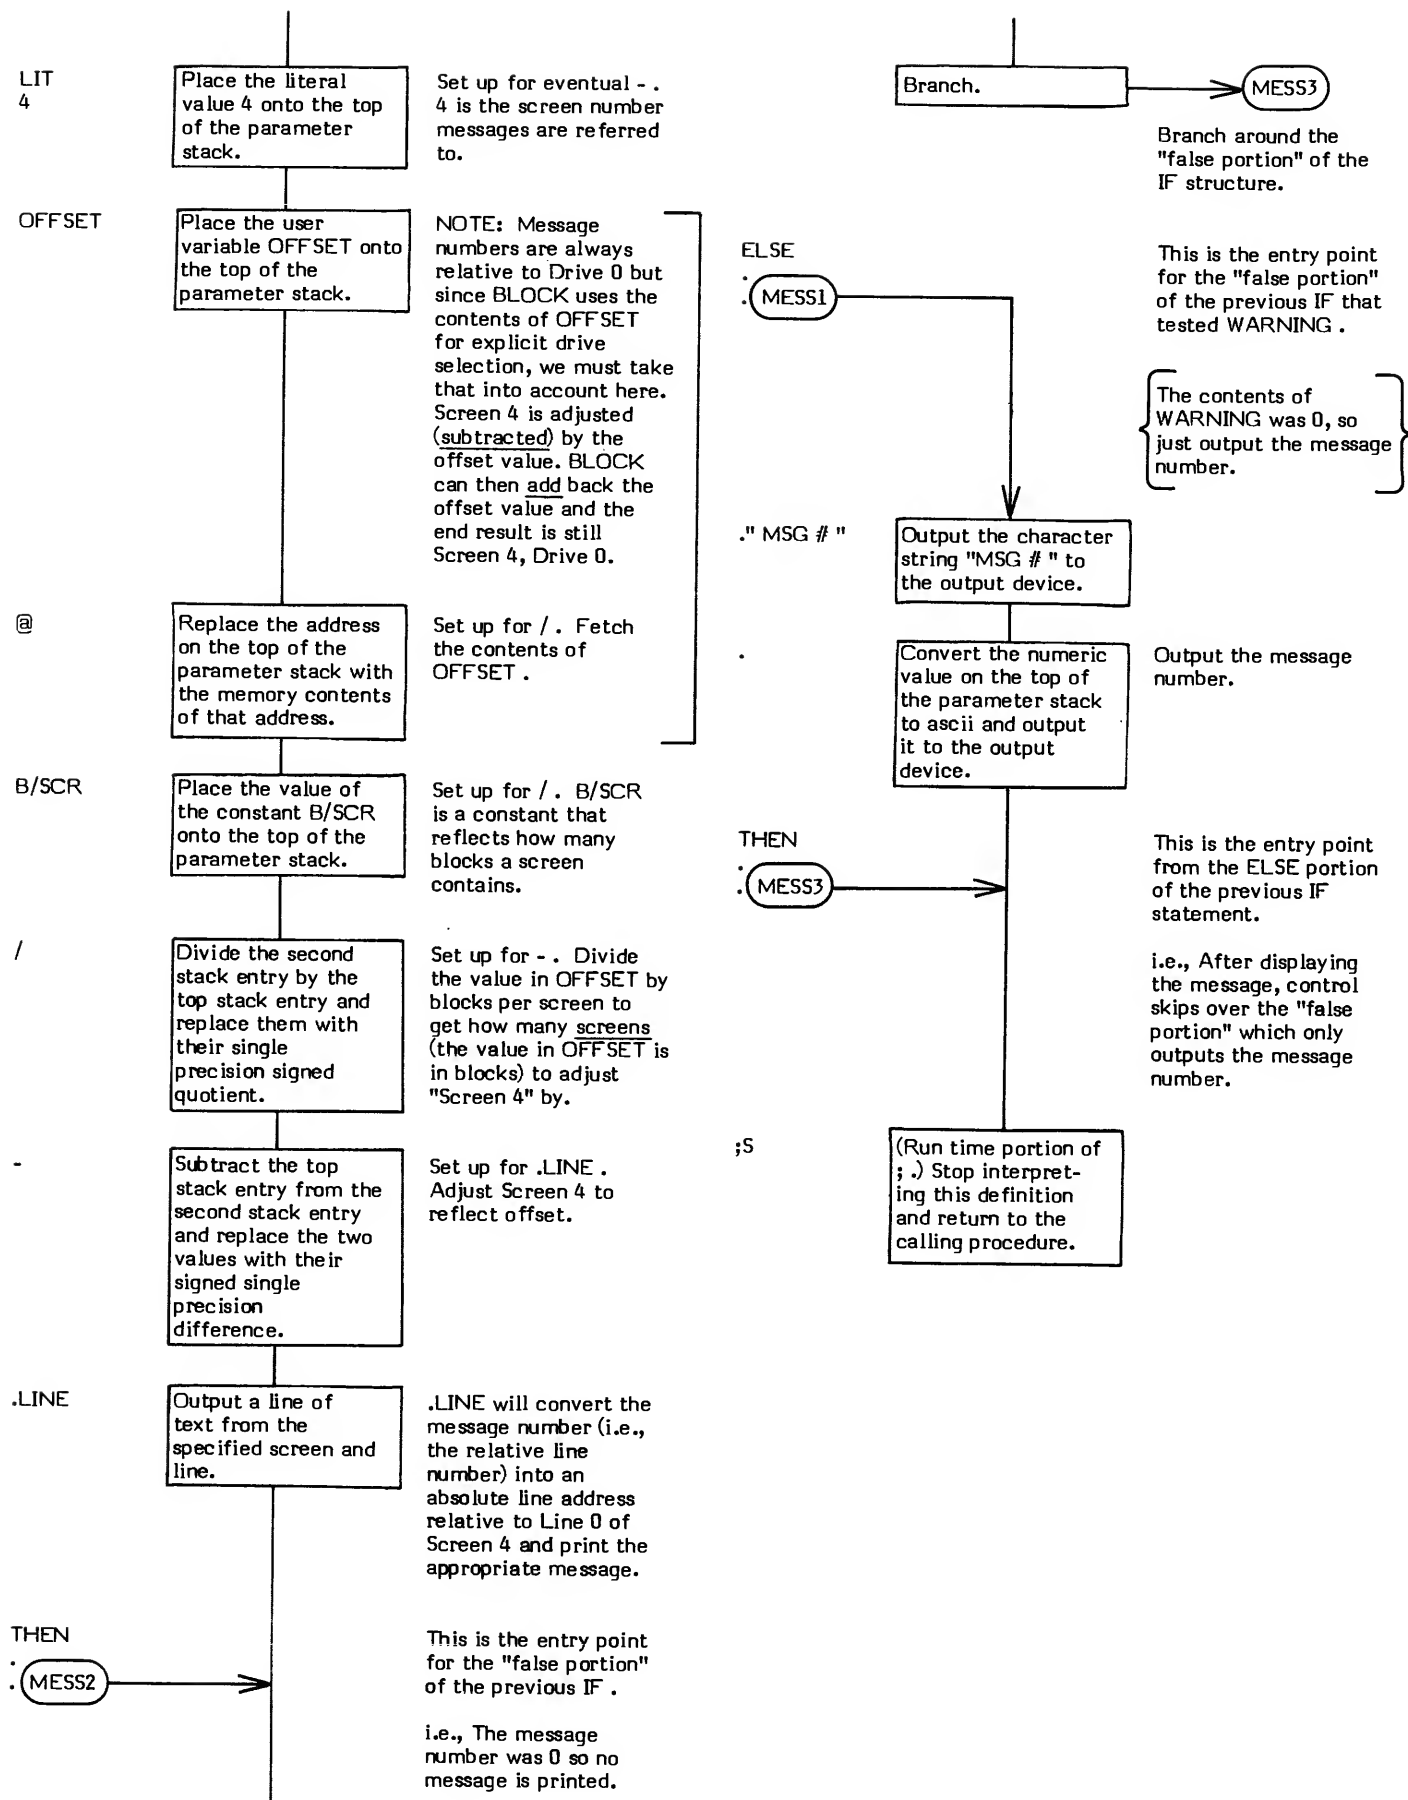 LIT
4
Place the literal
value 4 onto the top
of the parameter
stack.
Set up for eventual - .
4 is the screen number
messages are referred
to.
OFFSET
Place the user
variable OFFSET onto
the top of the
parameter stack.
NOTE: Message
numbers are always
relative to Drive 0 but
since BLOCK uses the
contents of OFFSET
for explicit drive
selection, we must take
that into account here.
Screen 4 is adjusted
(subtracted) by the
offset value. BLOCK
can then add back the
offset value and the
end result is still
Screen 4, Drive 0.
@
Replace the address
on the top of the
parameter stack with
the memory contents
of that address.
Set up for / . Fetch
the contents of
OFFSET .
B/SCR
Place the value of
the constant B/SCR
onto the top of the
parameter stack.
Set up for / . B/SCR
is a constant that
reflects how many
blocks a screen
contains.
/
Divide the second
stack entry by the
top stack entry and
replace them with
their single
precision signed
quotient.
Set up for - . Divide
the value in OFFSET by
blocks per screen to
get how many screens
(the value in OFFSET is
in blocks) to adjust
"Screen 4" by.
-
Subtract the top
stack entry from the
second stack entry
and replace the two
values with their
signed single
precision
difference.
Set up for .LINE .
Adjust Screen 4 to
reflect offset.
.LINE
Output a line of
text from the
specified screen and
line.
.LINE will convert the
message number (i.e.,
the relative line
number) into an
absolute line address
relative to Line 0 of
Screen 4 and print the
appropriate message.
THEN
: MESS2
This is the entry point
for the "false portion"
of the previous IF .
i.e., The message
number was 0 so no
message is printed.
Branch.
MESS3
Branch around the
"false portion" of the
IF structure.
ELSE
: MESS1
This is the entry point
for the "false portion"
of the previous IF that
tested WARNING .
The contents of
WARNING was 0, so
just output the message
number.
." MSG # "
Output the character
string "MSG # " to
the output device.
.
Convert the numeric
value on the top of
the parameter stack
to ascii and output
it to the output
device.
Output the message
number.
THEN
: MESS3
This is the entry point
from the ELSE portion
of the previous IF
statement.
i.e., After displaying
the message, control
skips over the "false
portion" which only
outputs the message
number.
;S
(Run time portion of
; .) Stop interpret-
ing this definition
and return to the
calling procedure.